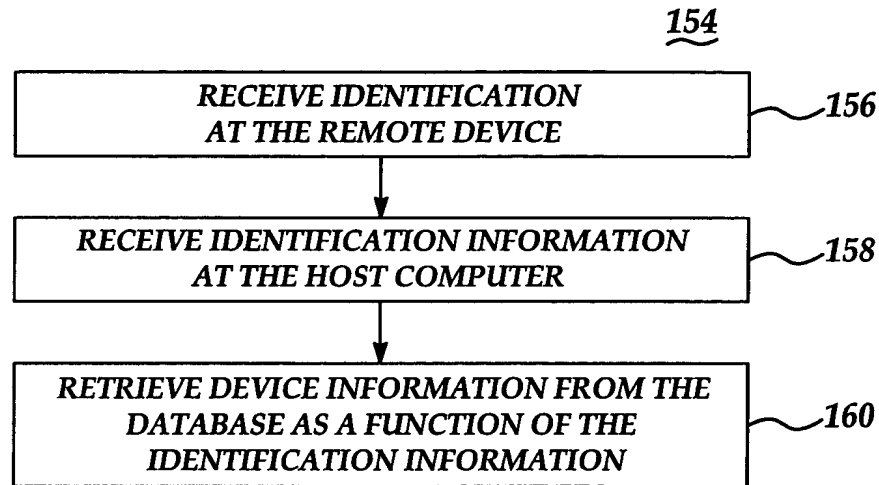 154
RECEIVE IDENTIFICATION
AT THE REMOTE DEVICE
156
RECEIVE IDENTIFICATION INFORMATION
AT THE HOST COMPUTER
158
RETRIEVE DEVICE INFORMATION FROM THE
DATABASE AS A FUNCTION OF THE
IDENTIFICATION INFORMATION
160